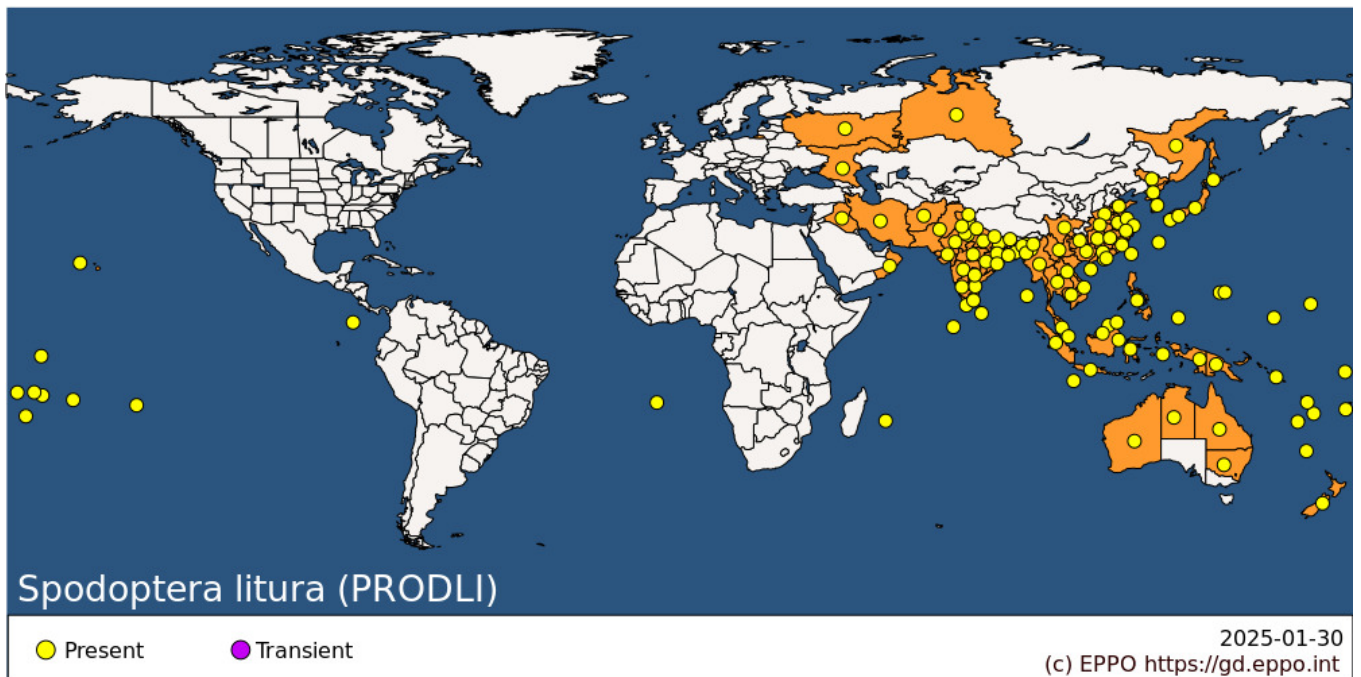 Spodoptera litura (PRODLI)
Present
Transient
2025-01-30
(c) EPPO https://gd.eppo.int